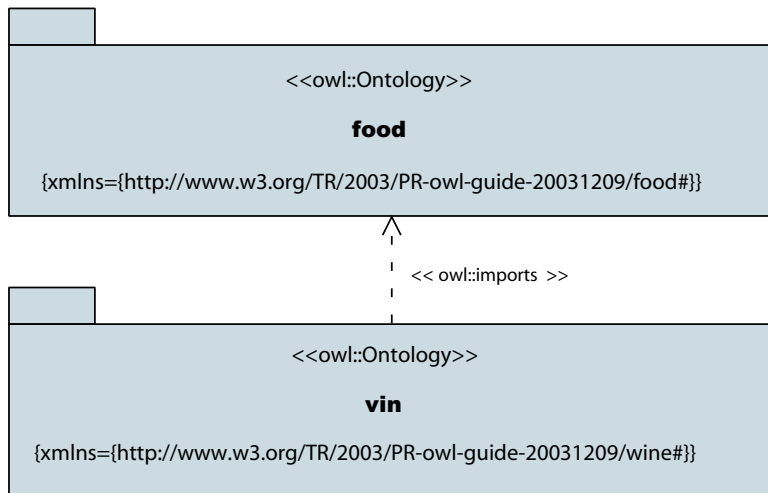 <<owl::Ontology>>
food
{xmlns={http://www.w3.org/TR/2003/PR-owl-guide-20031209/food#}}
<< owl::imports >>
<<owl::Ontology>>
vin
{xmlns={http://www.w3.org/TR/2003/PR-owl-guide-20031209/wine#}}